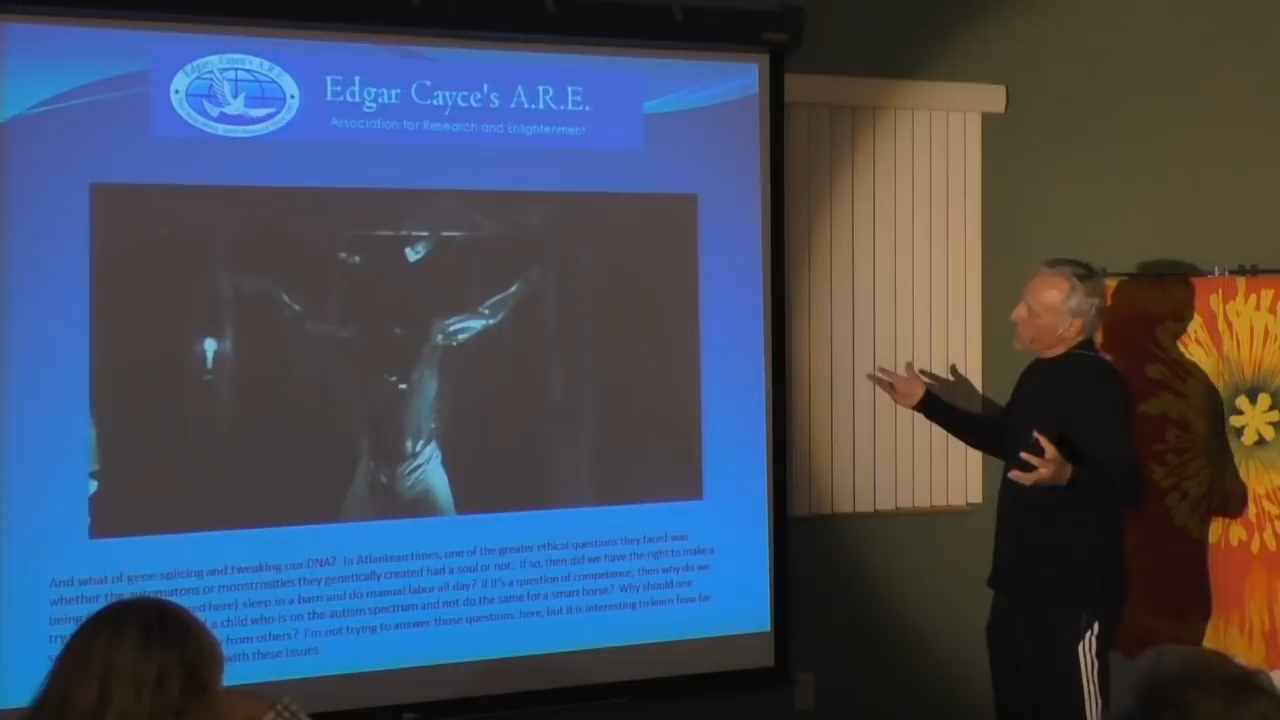 Edgar Cayce's A.R.E.
Edgar Cayce's A.R.E.
Association for Research and Enlightenment
And what of gene splicing and tweaking our DNA? In Atlantean times, one of the greater ethical questions they faced was
whether the automatons or monstrosities they genetically created had a soul or not. If so, then did we have the right to make a
being here) sleep in a barn and do manual labor all day? If it's a question of competence, then why do we
try a child who is on the autism spectrum and not do the same for a smart horse? Why should one
from others? I'm not trying to answer those questions here, but it is interesting to learn how far
with these issues